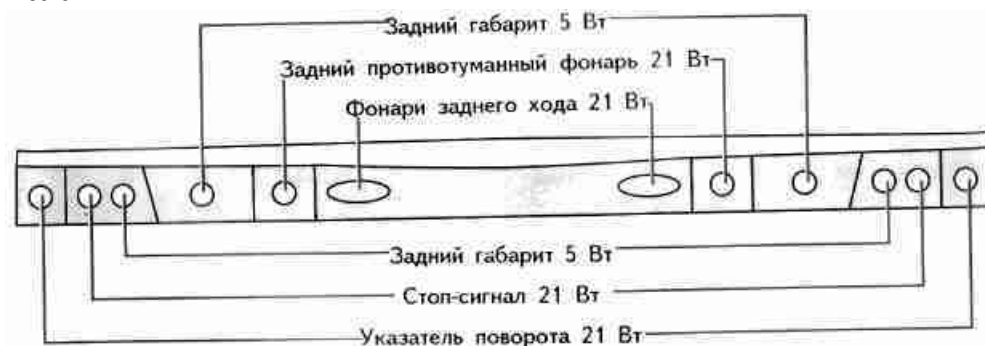 Задний габарит 5 Вт
Задний противотуманный фонарь 21 Вт
Фонари заднего хода 21 Вт
Задний габарит 5 Вт
Стоп-сигнал 21 Вт
Указатель поворота 21 Вт